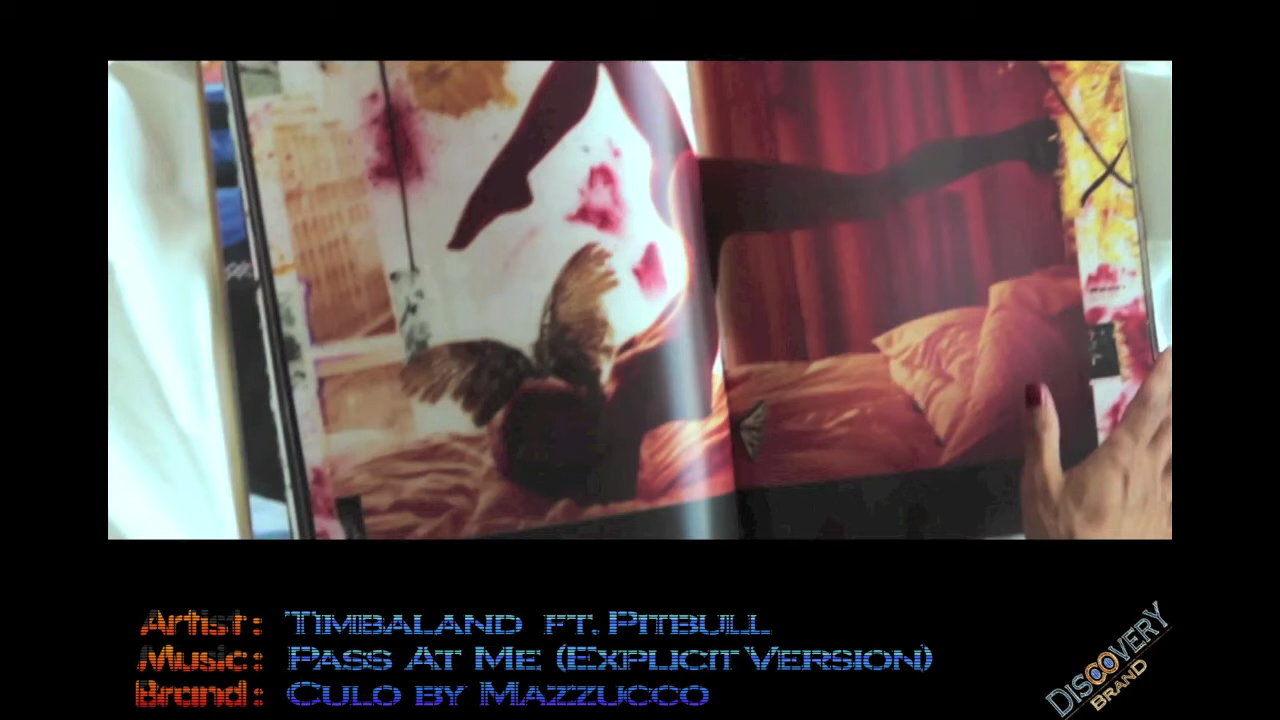 Artist: Timbaland ft. Pitbull
Music: Pass At Me (Explicit Version)
Brand: Culo by Mazzucco
Discovery
Brand